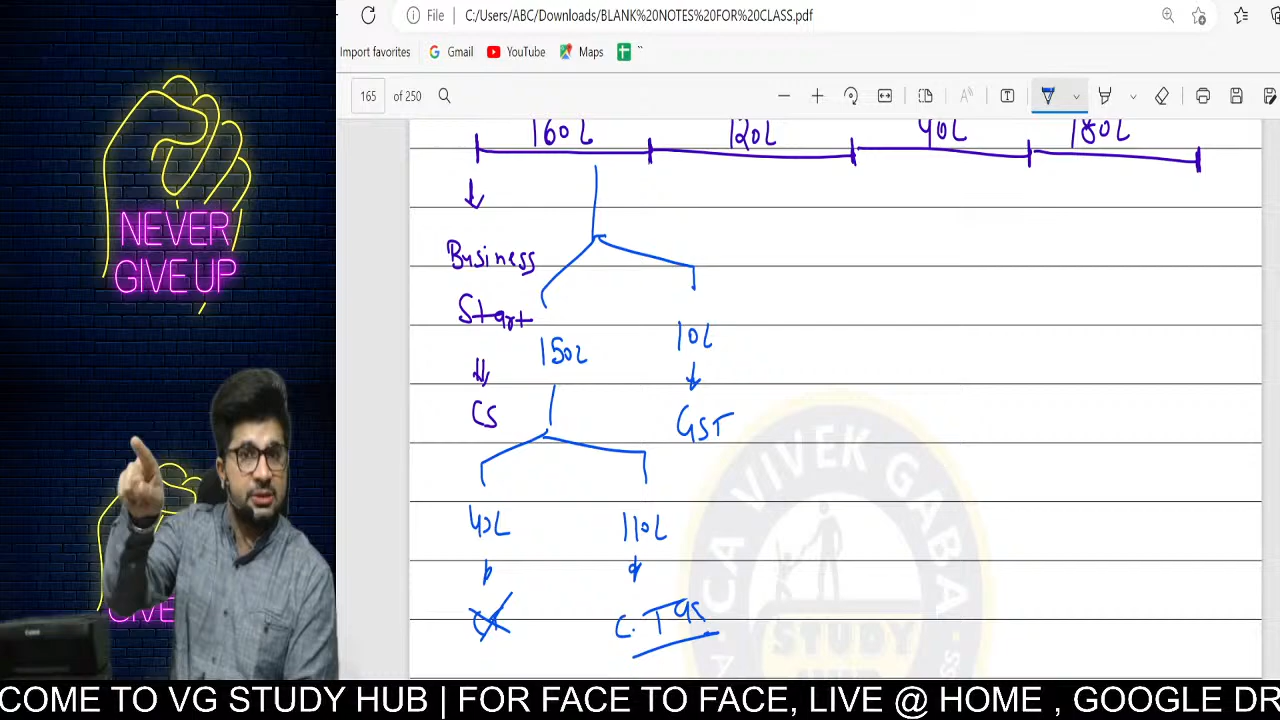 File C:/Users/ABC/Downloads/BLANK%20NOTES%20FOR%20CLASS.pdf
Import favorites Gmail YouTube Maps
165 of 250
160L 120L 40L 180L
Business
Start
150L 10L
CS GST
40L 110L
NEVER
GIVE UP
GIVE
COME TO VG STUDY HUB | FOR FACE TO FACE, LIVE @ HOME , GOOGLE DR